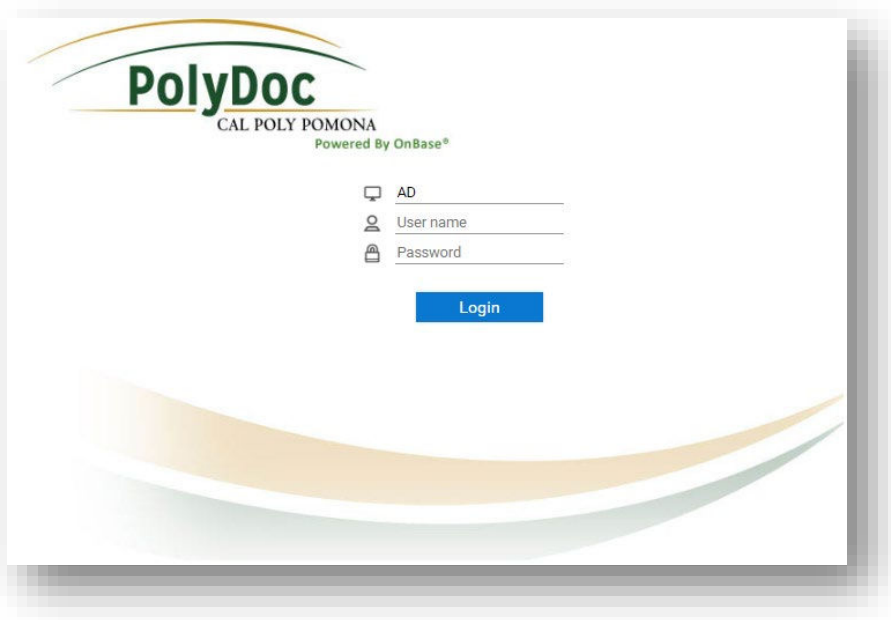 PolyDoc
CAL POLY POMONA
Powered By OnBase®
AD
User name
Password
Login